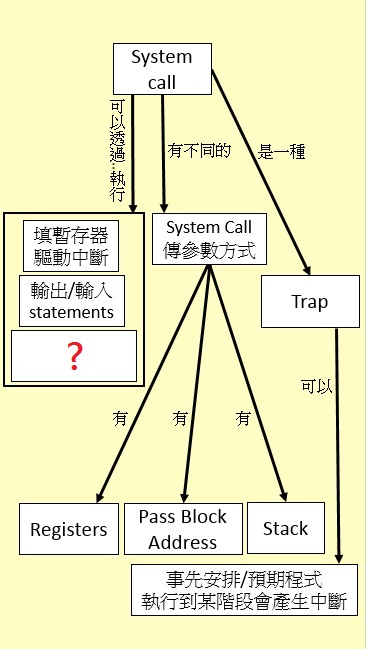 System
call
可以透過…執行
有不同的
是一種
填暫存器
驅動中斷
輸出/輸入
statements
?
System Call
傳參數方式
Trap
可以
有
有
有
Registers
Pass Block
Address
Stack
事先安排/預期程式
執行到某階段會產生中斷